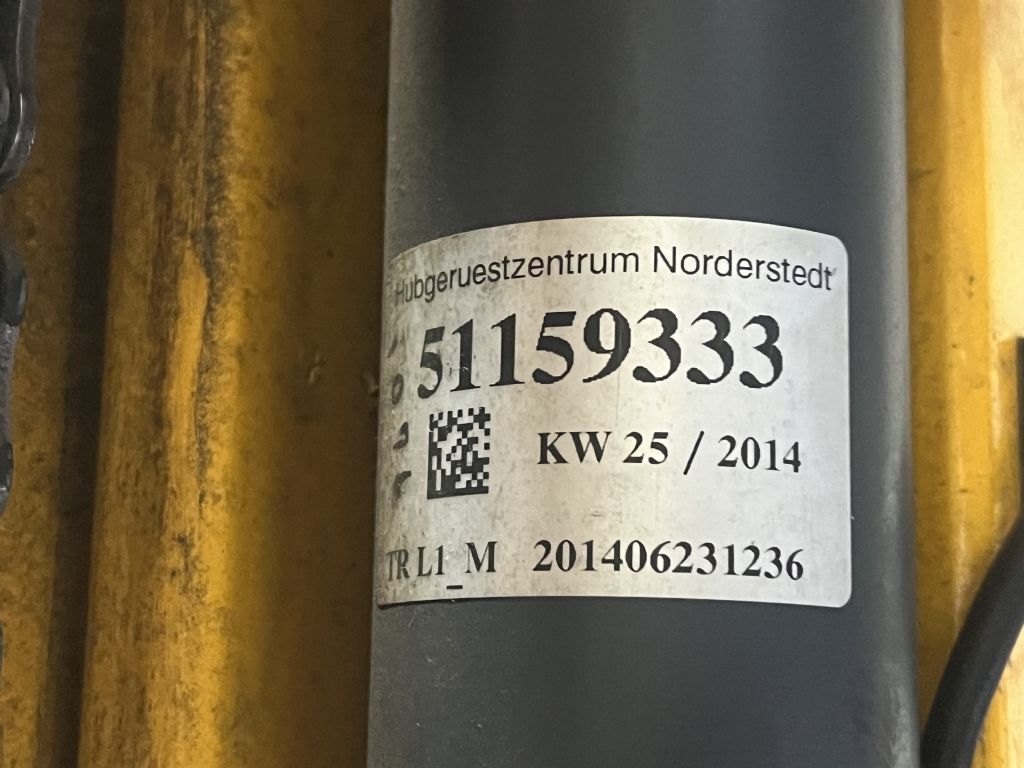 Hubgeruestzentrum Norderstedt
51159333
KW 25 / 2014
TR L1_M 201406231236